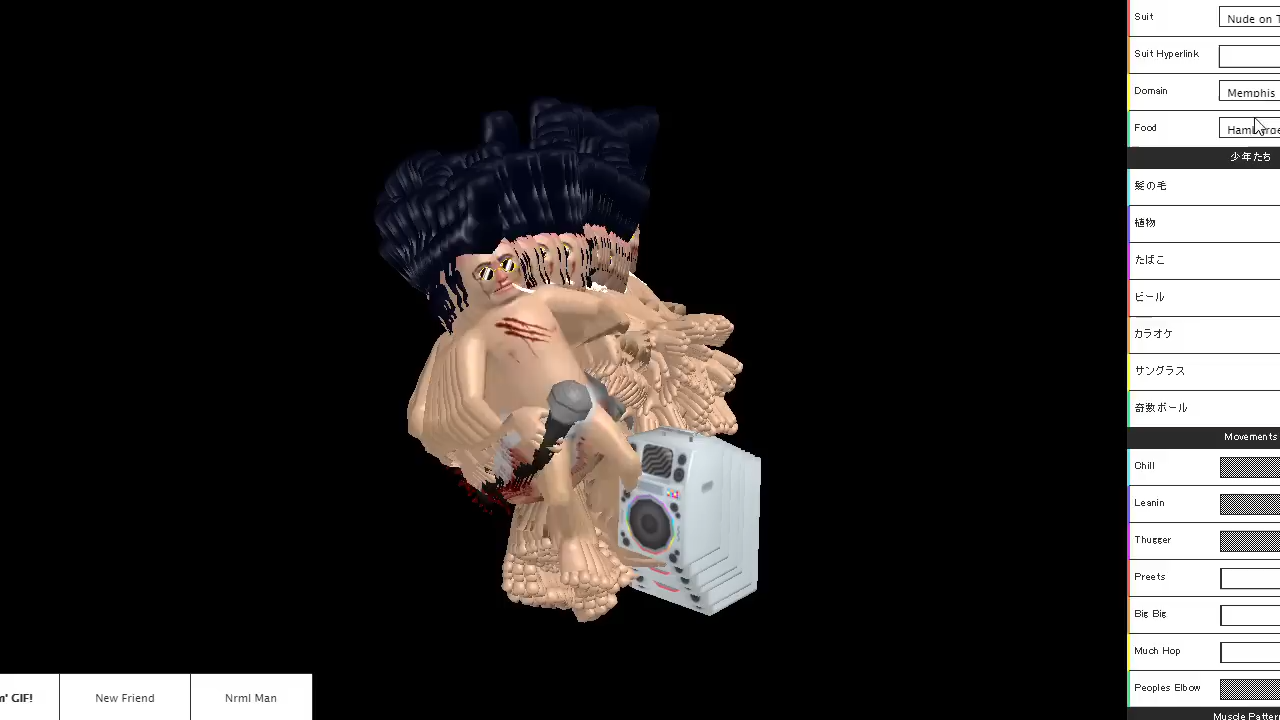 Suit
Nude on T
Suit Hyperlink
Domain
Memphis
Food
少年たち
髪の毛
植物
たばこ
ビール
カラオケ
サングラス
奇数ボール
Movements
Chill
Leanin
Thugger
Preets
Big Big
Much Hop
Peoples Elbow
m' GIF!
New Friend
Nrml Man